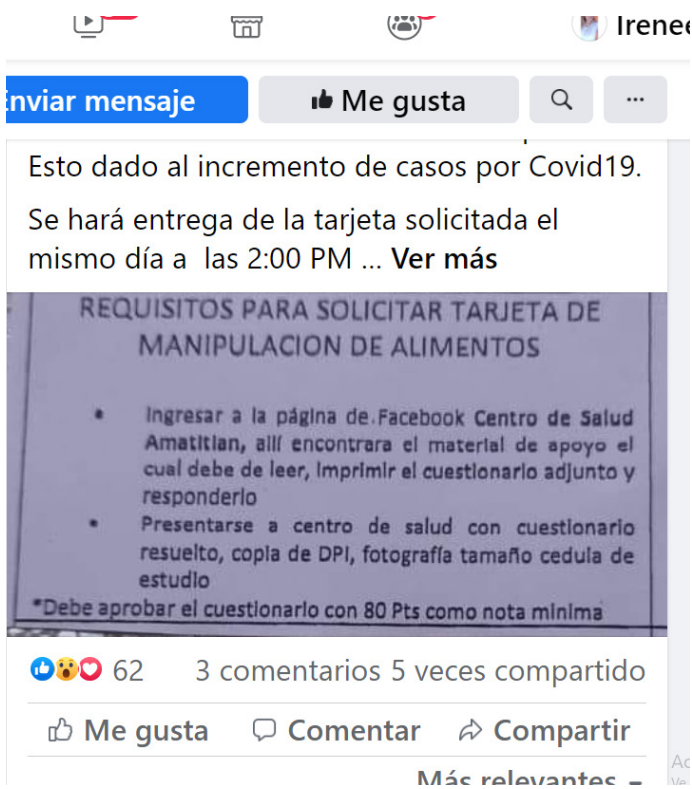 Irene
Enviar mensaje
Me gusta
Esto dado al incremento de casos por Covid19.
Se hará entrega de la tarjeta solicitada el
mismo día a las 2:00 PM ... Ver más
REQUISITOS PARA SOLICITAR TARJETA DE
MANIPULACION DE ALIMENTOS
• Ingresar a la página de Facebook Centro de Salud
Amatitlan, allí encontrara el material de apoyo el
cual debe de leer, imprimir el cuestionario adjunto y
responderlo
• Presentarse a centro de salud con cuestionario
resuelto, copia de DPI, fotografía tamaño cedula de
estudio
*Debe aprobar el cuestionario con 80 Pts como nota minima
62 3 comentarios 5 veces compartido
Me gusta Comentar Compartir
Más relevantes